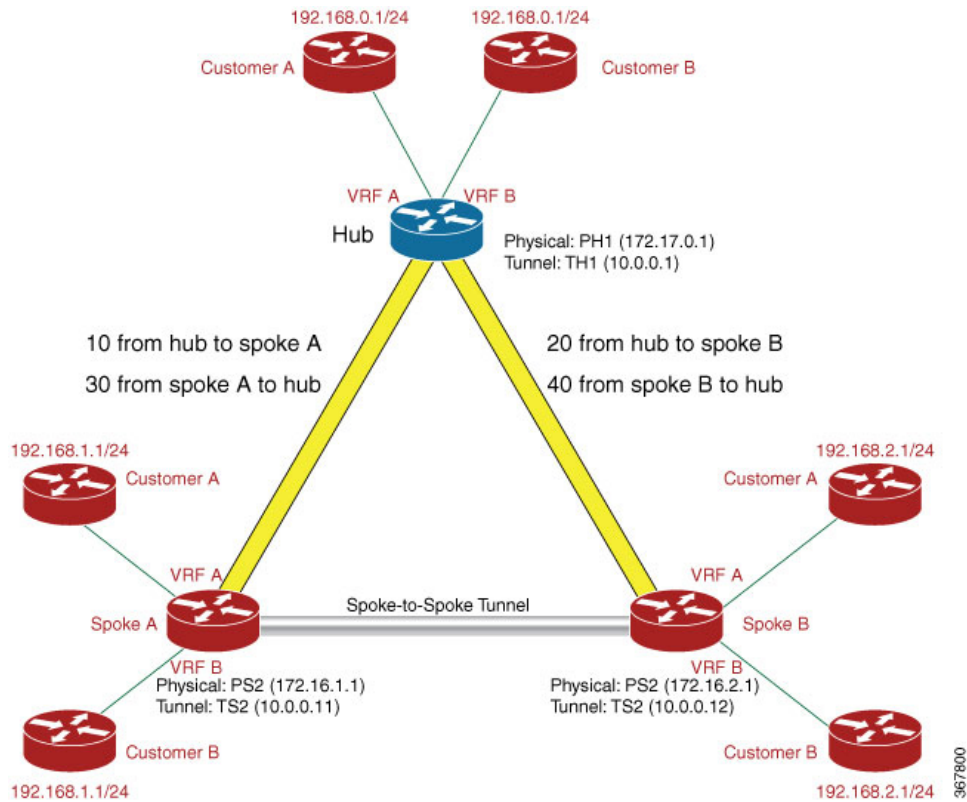 192.168.0.1/24
192.168.0.1/24
Customer A
Customer B
VRF A
VRF B
Hub
Physical: PH1 (172.17.0.1)
Tunnel: TH1 (10.0.0.1)
10 from hub to spoke A
30 from spoke A to hub
20 from hub to spoke B
40 from spoke B to hub
192.168.1.1/24
Customer A
192.168.2.1/24
Customer A
VRF A
VRF A
Spoke A
Spoke-to-Spoke Tunnel
Spoke B
VRF B
Physical: PS2 (172.16.1.1)
Tunnel: TS2 (10.0.0.11)
VRF B
Physical: PS2 (172.16.2.1)
Tunnel: TS2 (10.0.0.12)
Customer B
192.168.1.1/24
Customer B
192.168.2.1/24
367800